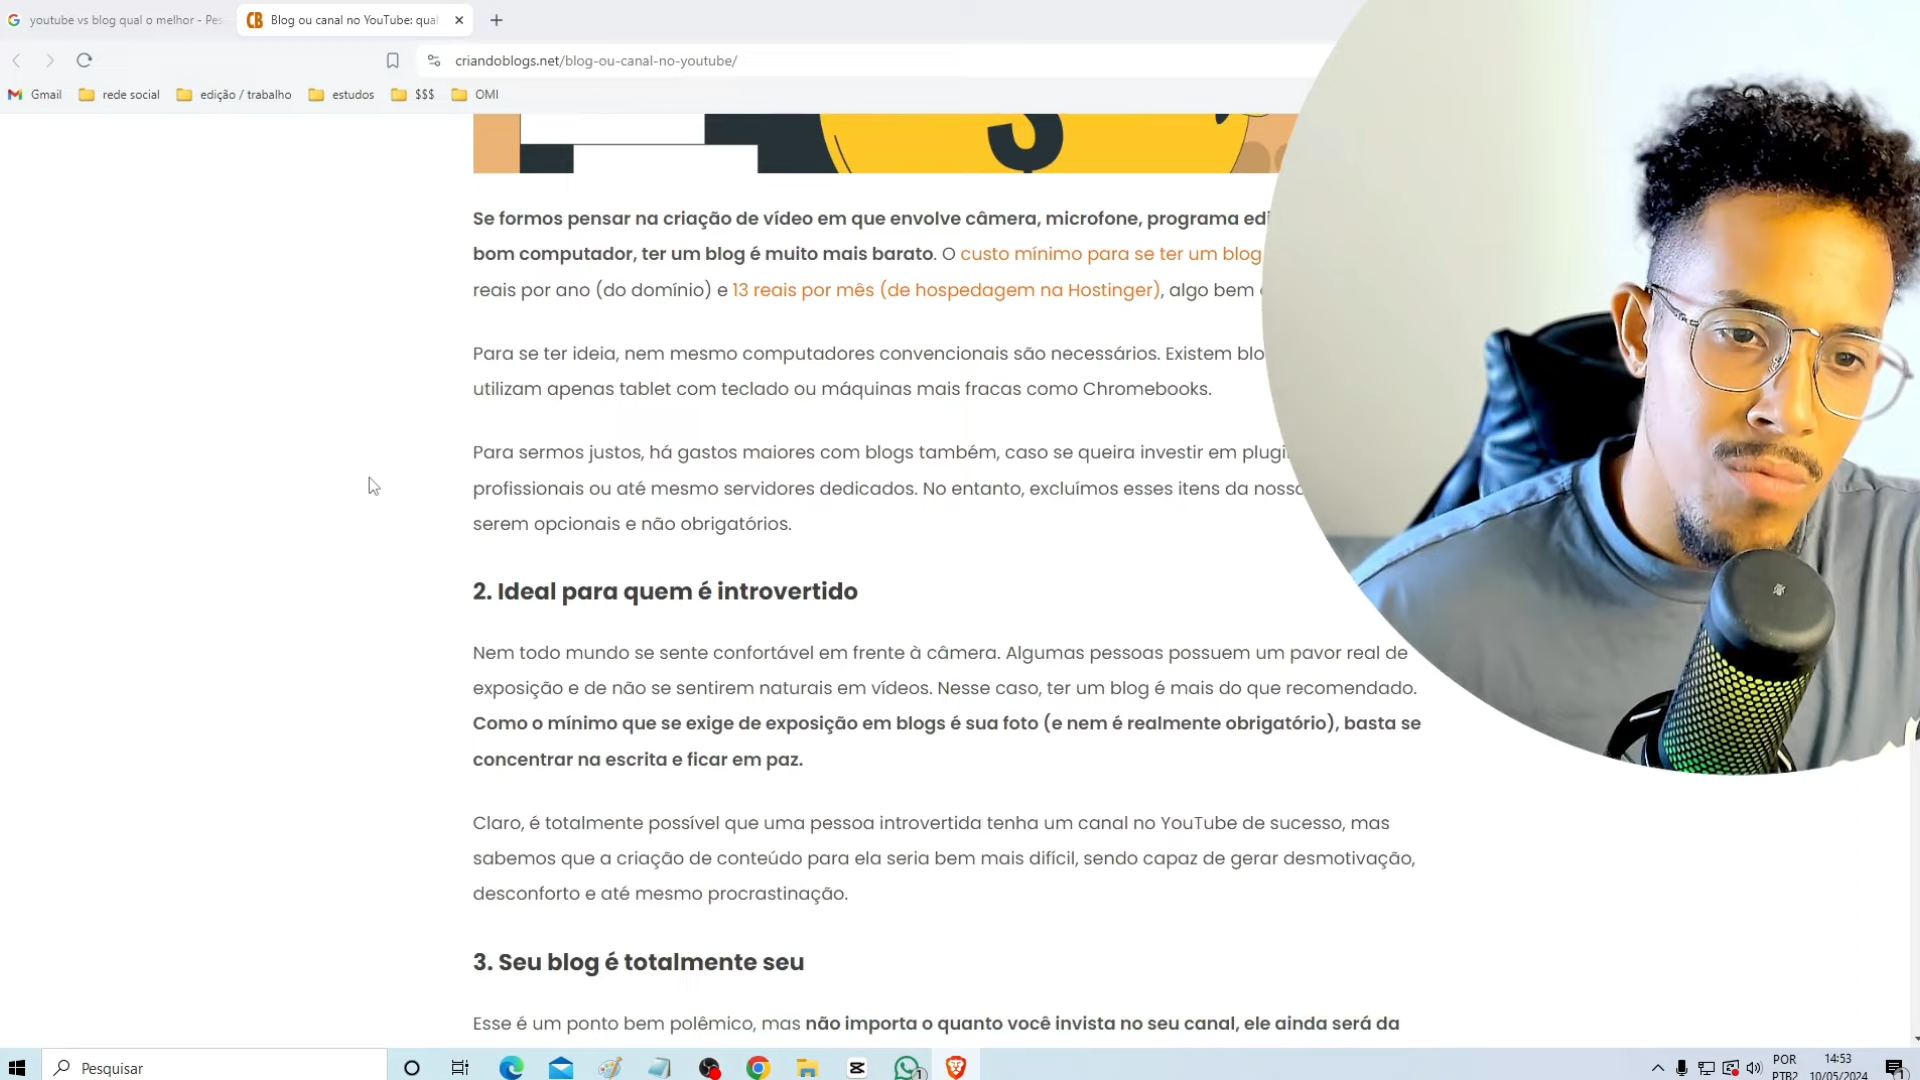 youtube vs blog qual o melhor - Pes
Blog ou canal no YouTube: qual
criandoblogs.net/blog-ou-canal-no-youtube/
Gmail
rede social
edição / trabalho
estudos
$$$
OMI
$
Se formos pensar na criação de vídeo em que envolve câmera, microfone, programa edi
bom computador, ter um blog é muito mais barato. O custo mínimo para se ter um blog
reais por ano (do domínio) e 13 reais por mês (de hospedagem na Hostinger), algo bem
Para se ter ideia, nem mesmo computadores convencionais são necessários. Existem blo
utilizam apenas tablet com teclado ou máquinas mais fracas como Chromebooks.
Para sermos justos, há gastos maiores com blogs também, caso se queira investir em plugi
profissionais ou até mesmo servidores dedicados. No entanto, excluímos esses itens da nossa
serem opcionais e não obrigatórios.
2. Ideal para quem é introvertido
Nem todo mundo se sente confortável em frente à câmera. Algumas pessoas possuem um pavor real de
exposição e de não se sentirem naturais em vídeos. Nesse caso, ter um blog é mais do que recomendado.
Como o mínimo que se exige de exposição em blogs é sua foto (e nem é realmente obrigatório), basta se
concentrar na escrita e ficar em paz.
Claro, é totalmente possível que uma pessoa introvertida tenha um canal no YouTube de sucesso, mas
sabemos que a criação de conteúdo para ela seria bem mais difícil, sendo capaz de gerar desmotivação,
desconforto e até mesmo procrastinação.
3. Seu blog é totalmente seu
Esse é um ponto bem polêmico, mas não importa o quanto você invista no seu canal, ele ainda será da
Pesquisar
POR
PTB2
14:53
10/05/2024